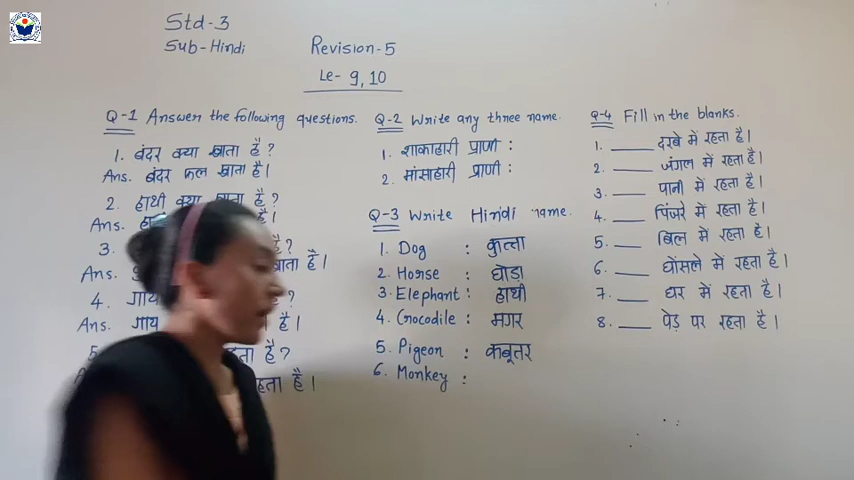 Std-3
Sub-Hindi
Revision-5
Le- 9,10
Q-1 Answer the following questions.
1. बंदर क्या खाता है?
Ans. बंदर फल खाता है।
2. हाथी क्या खाता है?
Ans. है।
3. है?
Ans. खाता है।
4. गाय है?
Ans. गाय है।
5 है?
रहता है।
Q-2 Write any three name.
1. शाकाहारी प्राणी :
2. मांसाहारी प्राणी :
Q-3 Write Hindi name.
1. Dog : कुत्ता
2. Horse : घोडा
3. Elephant : हाथी
4. Crocodile : मगर
5. Pigeon : कबूतर
6. Monkey :
Q-4 Fill in the blanks.
1. ____ दरबे में रहता है।
2. ____ जंगल में रहता है।
3. ____ पानी में रहता है।
4. ____ पिंजरे में रहता है।
5. ____ बिल में रहता है।
6. ____ घोंसले में रहता है।
7. ____ घर में रहता है।
8. ____ पेड़ पर रहता है।